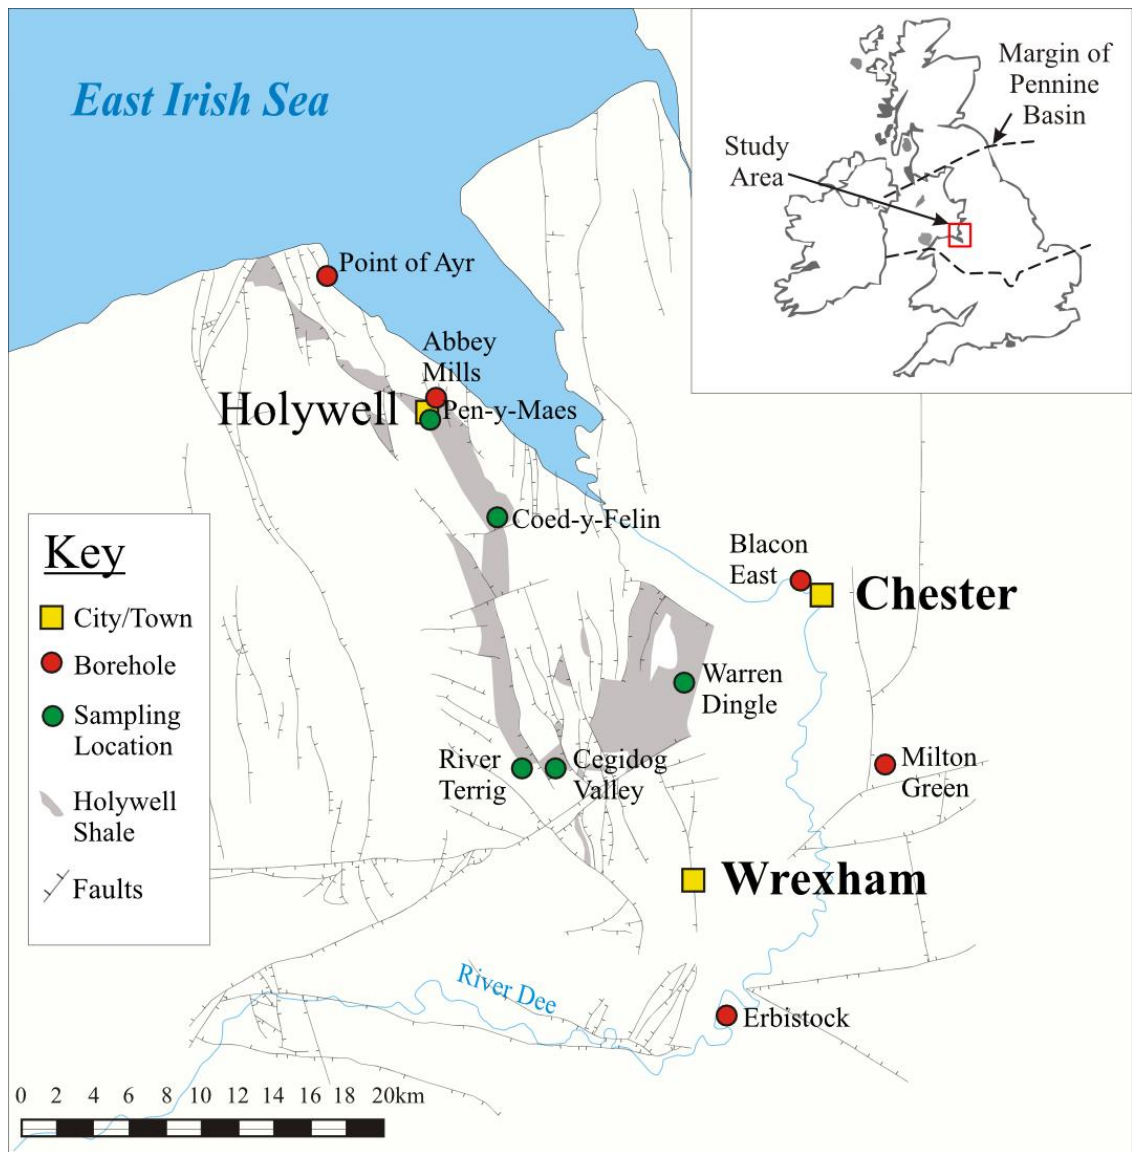 East Irish Sea
Margin of
Pennine
Basin
Study
Area
Point of Ayr
Abbey
Mills
Holywell
Pen-y-Maes
Coed-y-Felin
Blacon
East
Chester
Key
City/Town
Borehole
Sampling
Location
Holywell
Shale
Faults
Warren
Dingle
River
Terrig
Cegidog
Valley
Milton
Green
Wrexham
River Dee
Erbistock
0 2 4 6 8 10 12 14 16 18 20km